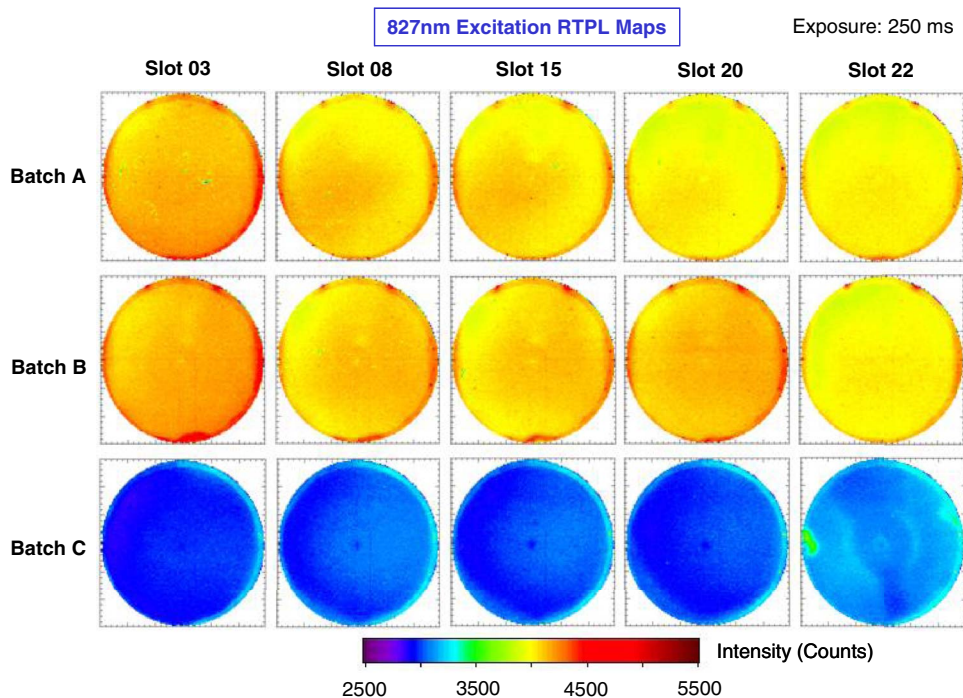 827nm Excitation RTPL Maps
Exposure: 250 ms
Slot 03 Slot 08 Slot 15 Slot 20 Slot 22
Batch A
Batch B
Batch C
Intensity (Counts)
2500 3500 4500 5500